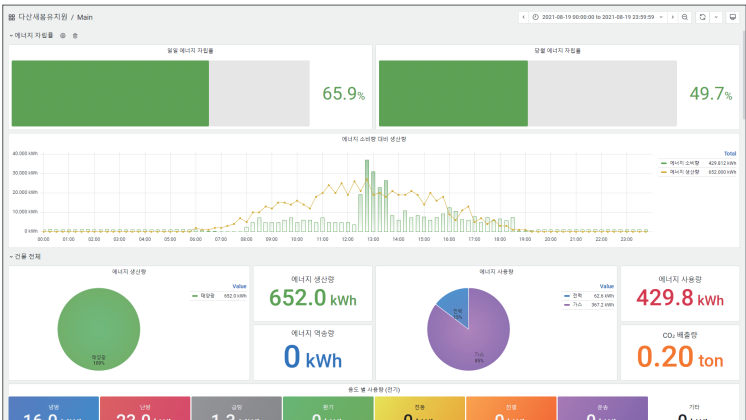 다산새봄유치원 / Main
2021-08-19 00:00:00 to 2021-08-19 23:59:59
에너지 자립률
일일 에너지 자립률
당월 에너지 자립률
65.9%
49.7%
에너지 소비량 대비 생산량
40.000 kWh
30.000 kWh
20.000 kWh
10.000 kWh
0 kWh
00:00 01:00 02:00 03:00 04:00 05:00 06:00 07:00 08:00 09:00 10:00 11:00 12:00 13:00 14:00 15:00 16:00 17:00 18:00 19:00 20:00 21:00 22:00 23:00
Total
에너지 소비량 429.812 kWh
에너지 생산량 652.000 kWh
건물 전체
에너지 생산량
Value
태양광 652.0 kWh
태양광
100%
에너지 생산량
652.0 kWh
에너지 역송량
0 kWh
에너지 사용량
Value
전력 62.6 kWh
가스 367.2 kWh
전력
15%
가스
85%
에너지 사용량
429.8 kWh
CO₂ 배출량
0.20 ton
용도 별 사용량 (전기)
냉방
난방
급탕
환기
전등
전열
운송
기타